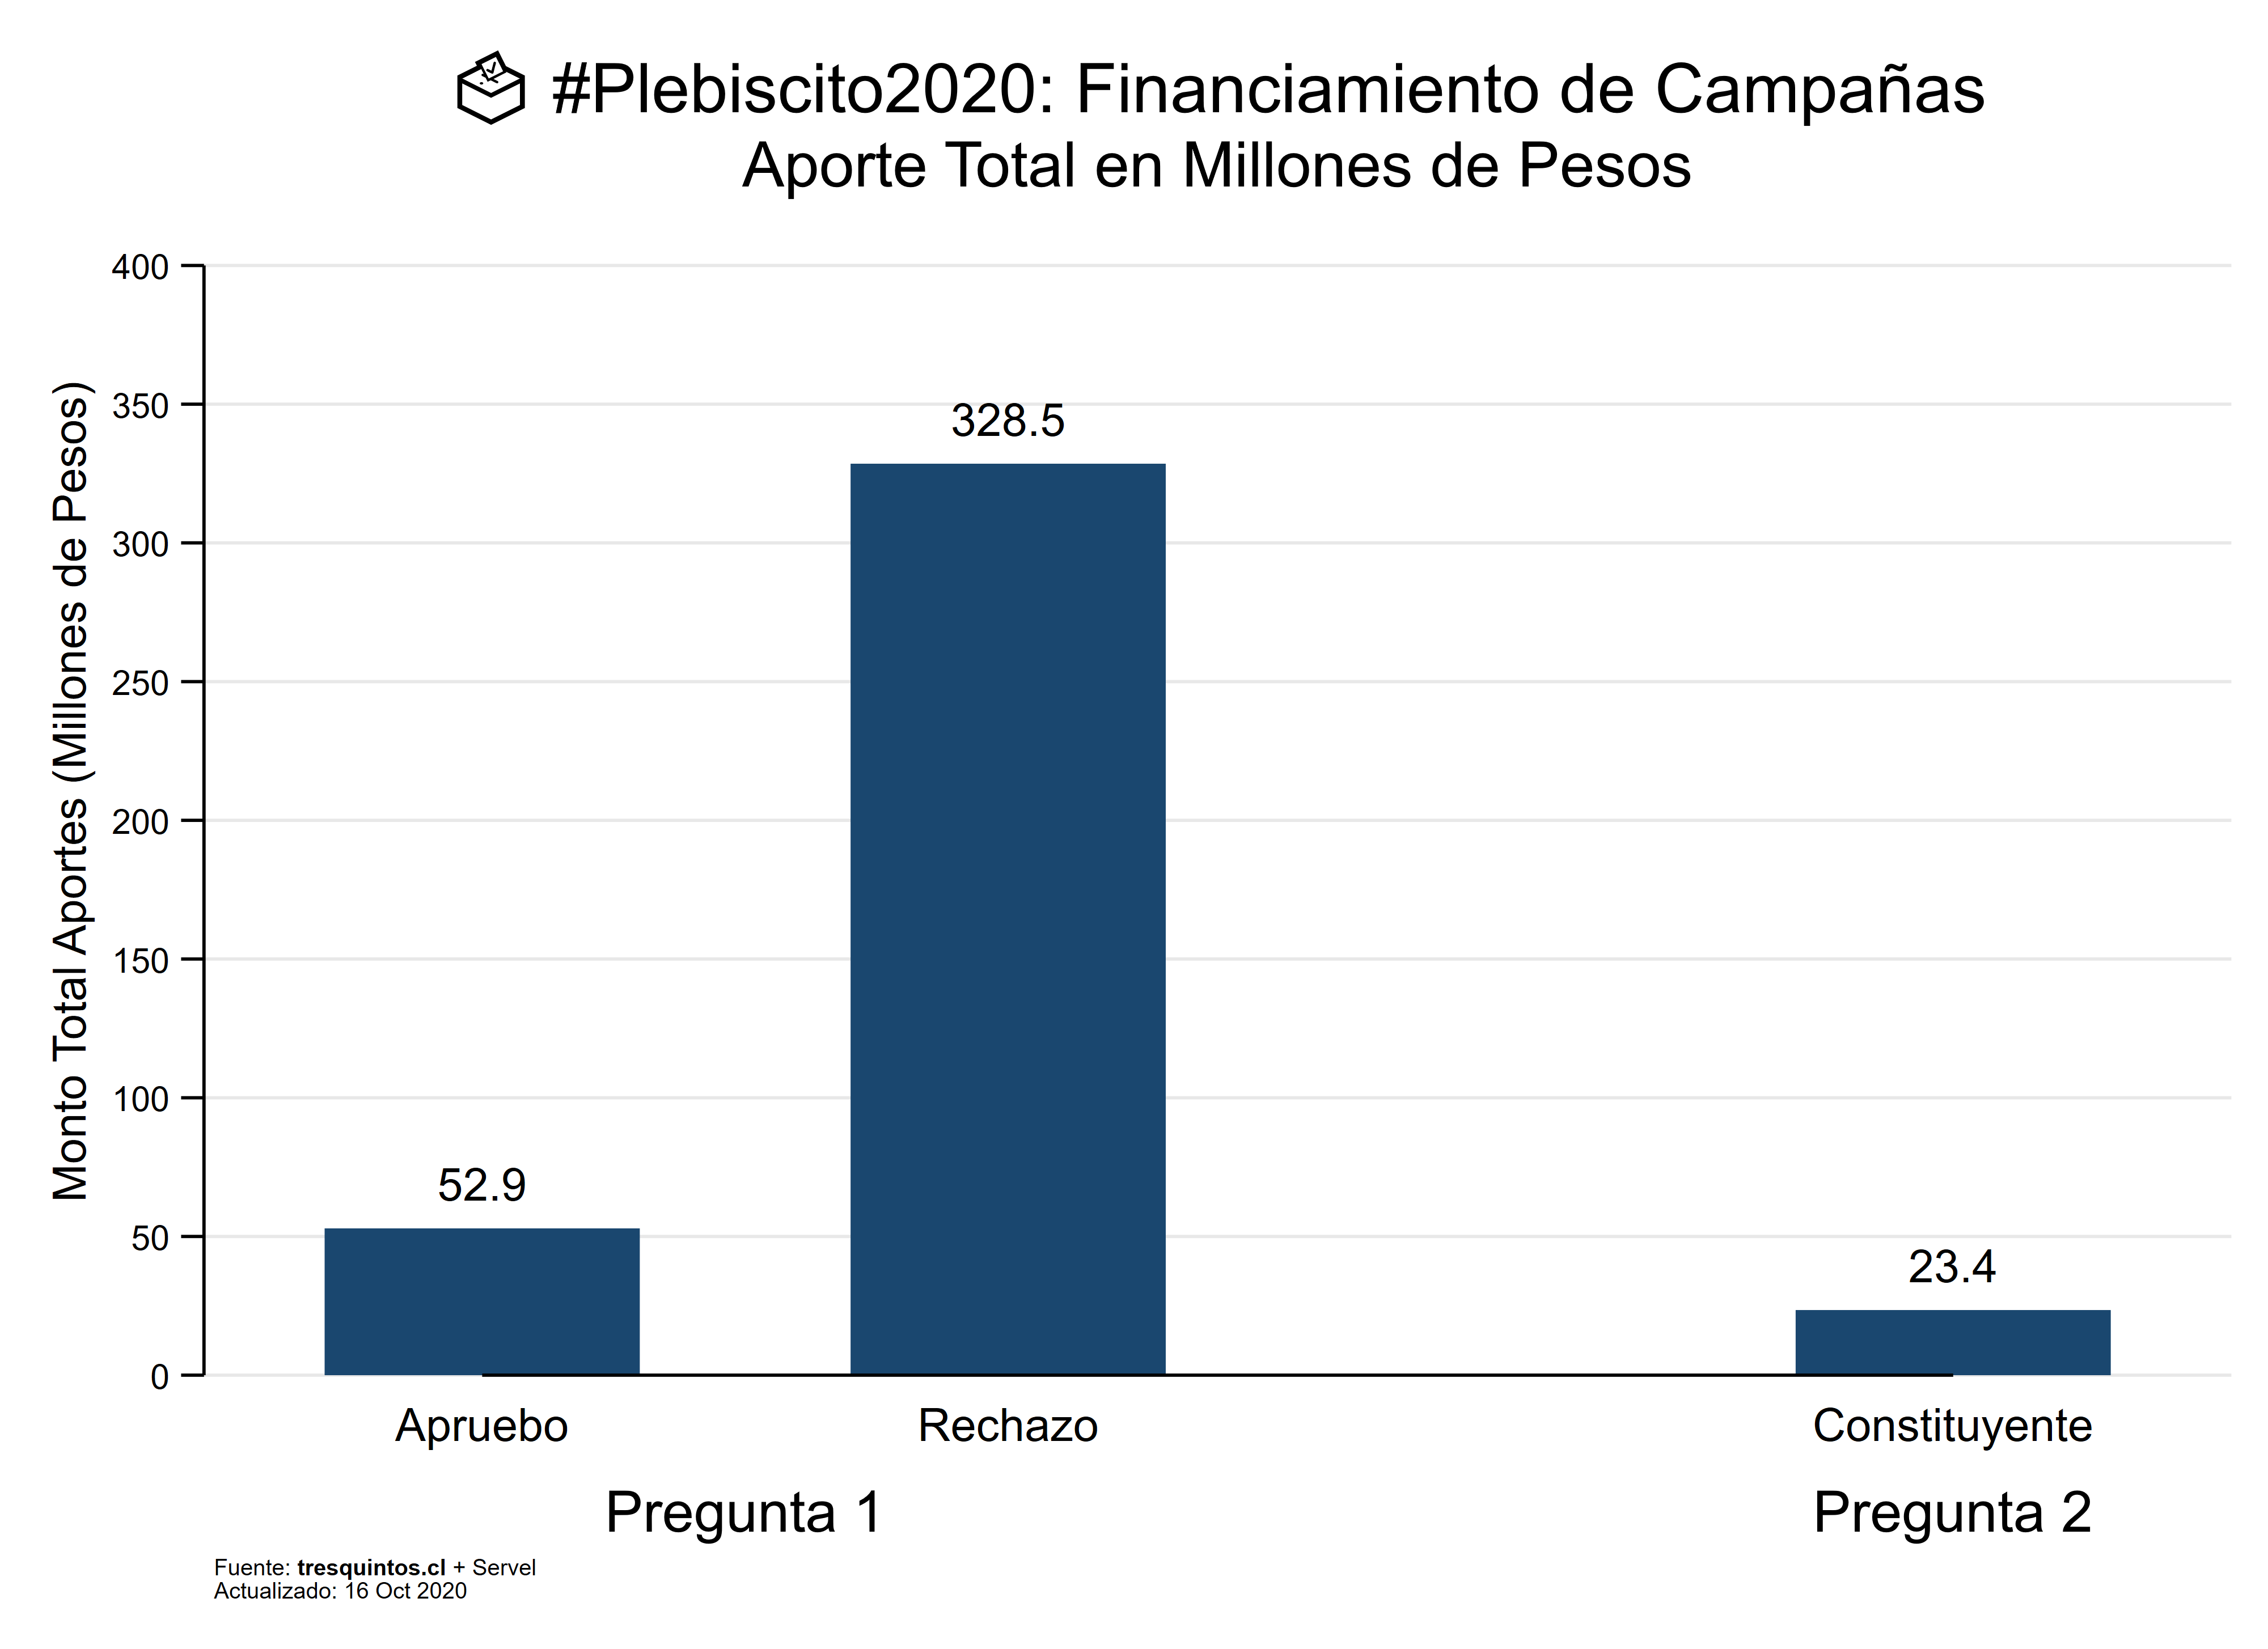 #Plebiscito2020: Financiamiento de Campañas
Aporte Total en Millones de Pesos
Monto Total Aportes (Millones de Pesos)
400
350
300
250
200
150
100
50
0
52.9
328.5
23.4
Apruebo
Rechazo
Constituyente
Pregunta 1
Pregunta 2
Fuente: tresquintos.cl + Servel
Actualizado: 16 Oct 2020